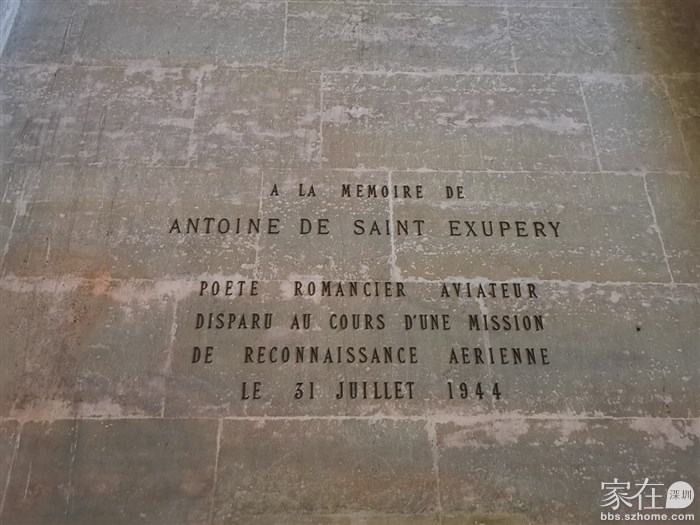 A LA MEMOIRE DE
ANTOINE DE SAINT EXUPERY
POETE ROMANCIER AVIATEUR
DISPARU AU COURS D'UNE MISSION
DE RECONNAISSANCE AERIENNE
LE 31 JUILLET 1944
家在 深圳
bbs.szhome.com